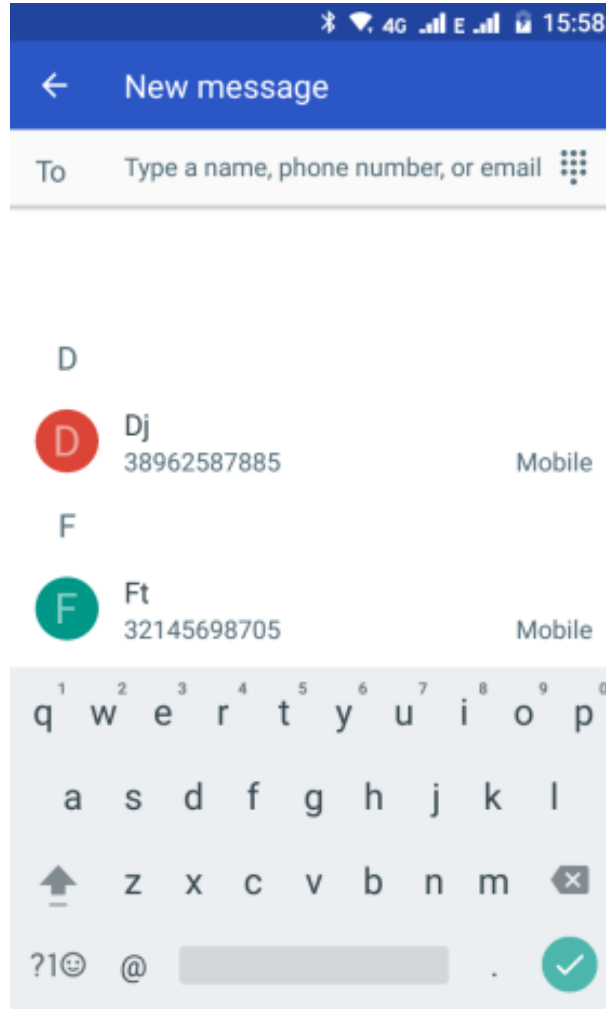 4G E 15:58
New message
To Type a name, phone number, or email
D
D Dj
38962587885 Mobile
F
F Ft
32145698705 Mobile
1 2 3 4 5 6 7 8 9 0
q w e r t y u i o p
a s d f g h j k l
z x c v b n m
?1☺ @ .